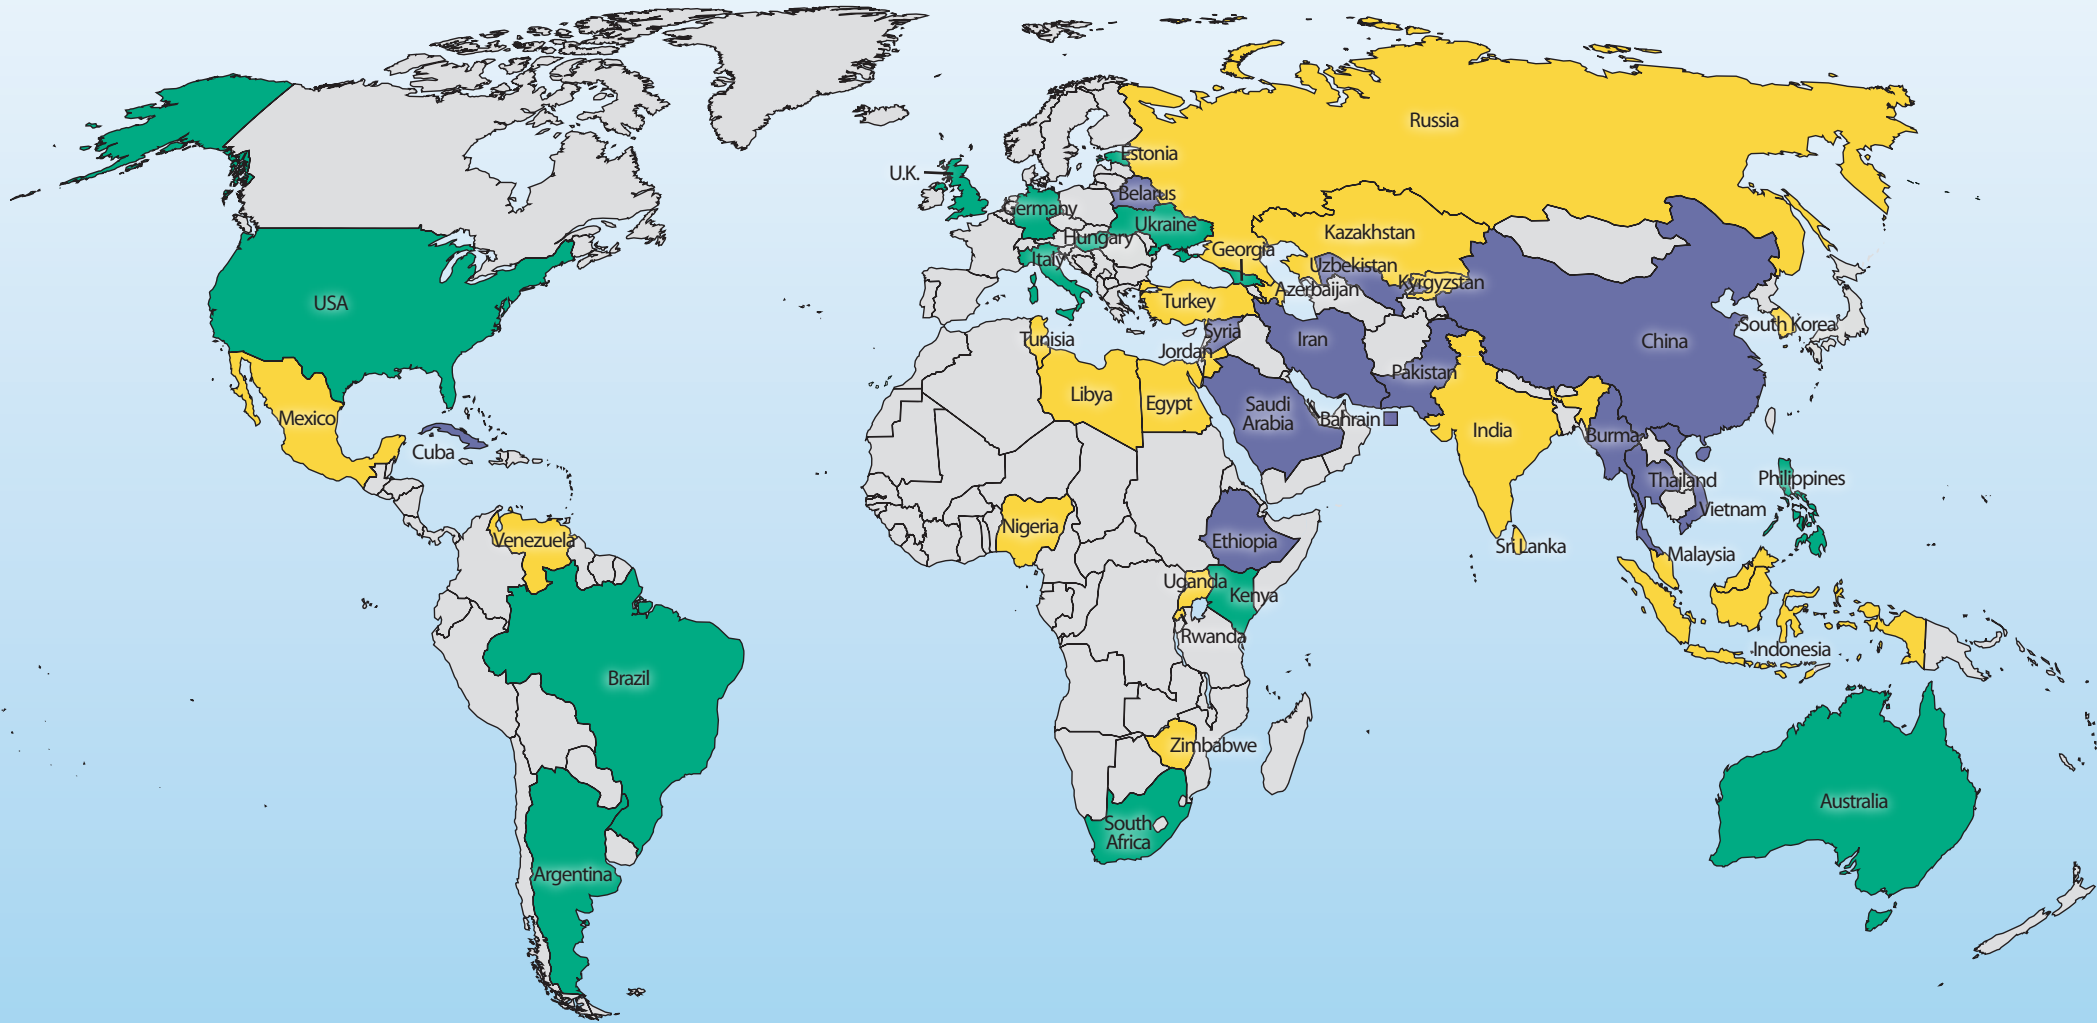 Russia
Estonia
U.K.
Belarus
Germany
Ukraine
Hungary
Kazakhstan
Georgia
Italy
Uzbekistan
Kyrgyzstan
Azerbaijan
USA
Turkey
South Korea
Syria
Tunisia
Iran
China
Jordan
Pakistan
Libya
Egypt
Saudi
Arabia
Bahrain
Mexico
India
Burma
Cuba
Philippines
Thailand
Vietnam
Nigeria
Venezuela
Ethiopia
Sri Lanka
Malaysia
Uganda
Kenya
Rwanda
Indonesia
Brazil
Zimbabwe
Australia
South
Africa
Argentina